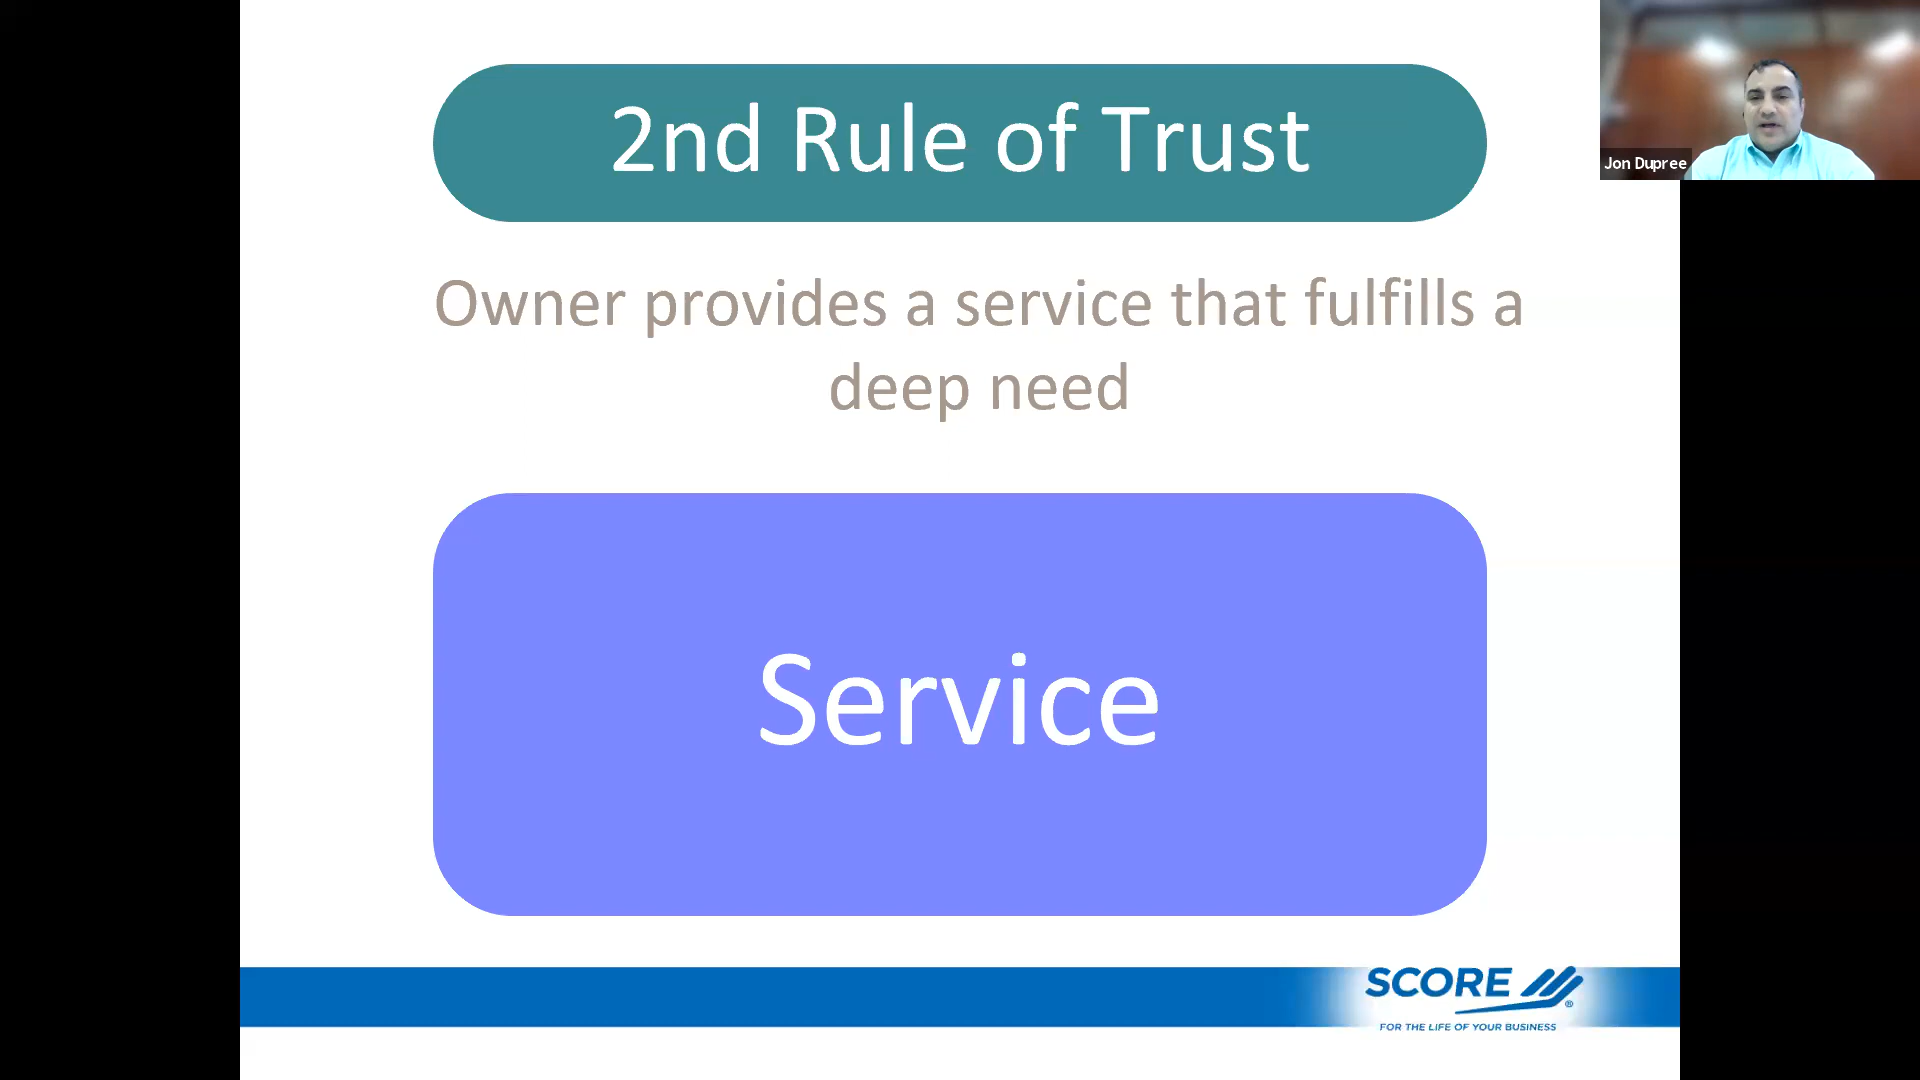 2nd Rule of Trust
Jon Dupree
Owner provides a service that fulfills a
deep need
Service
SCORE
®
FOR THE LIFE OF YOUR BUSINESS